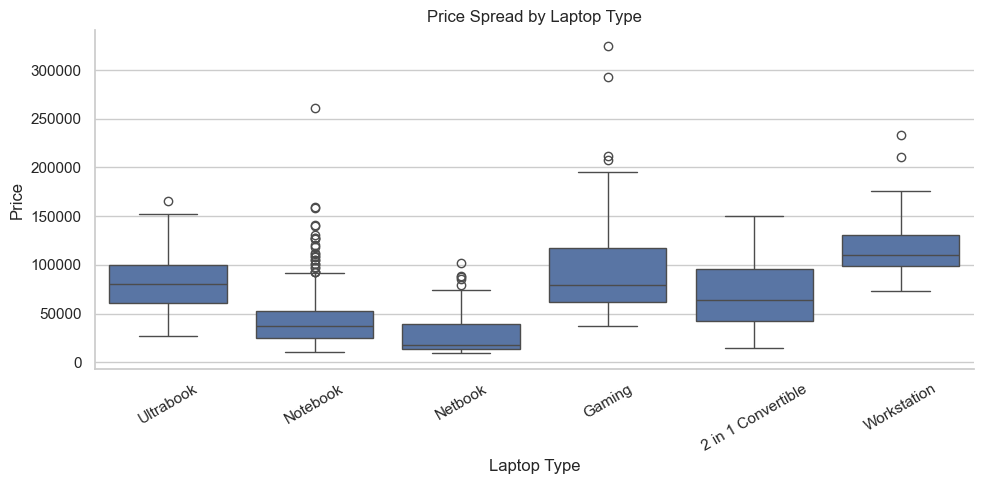 Price Spread by Laptop Type
Price
300000
250000
200000
150000
100000
50000
0
Ultrabook
Notebook
Netbook
Gaming
2 in 1 Convertible
Workstation
Laptop Type